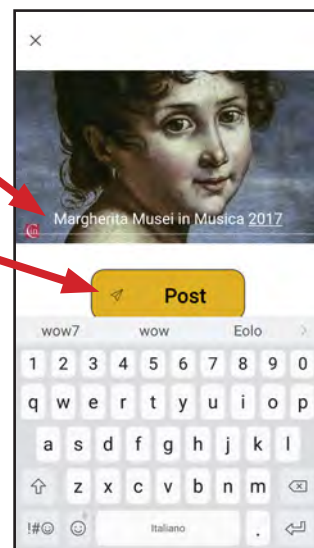 Margherita Musei in Musica 2017
Post
wow7 wow Eolo
1 2 3 4 5 6 7 8 9 0
q w e r t y u i o p
a s d f g h j k l
z x c v b n m
!#☺ Italiano .